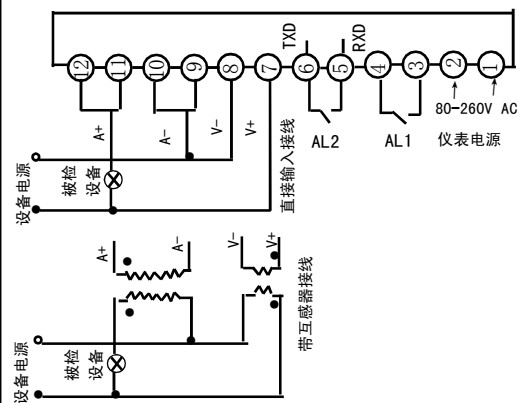 TXD
RXD
12 11 10 9 8 7 6 5 4 3 2 1
80-260V AC
AL2
AL1
仪表电源
A+
A-
V-
V+
直接输入接线
设备电源
被检
设备
A+
A-
V-
V+
带互感器接线
设备电源
被检
设备